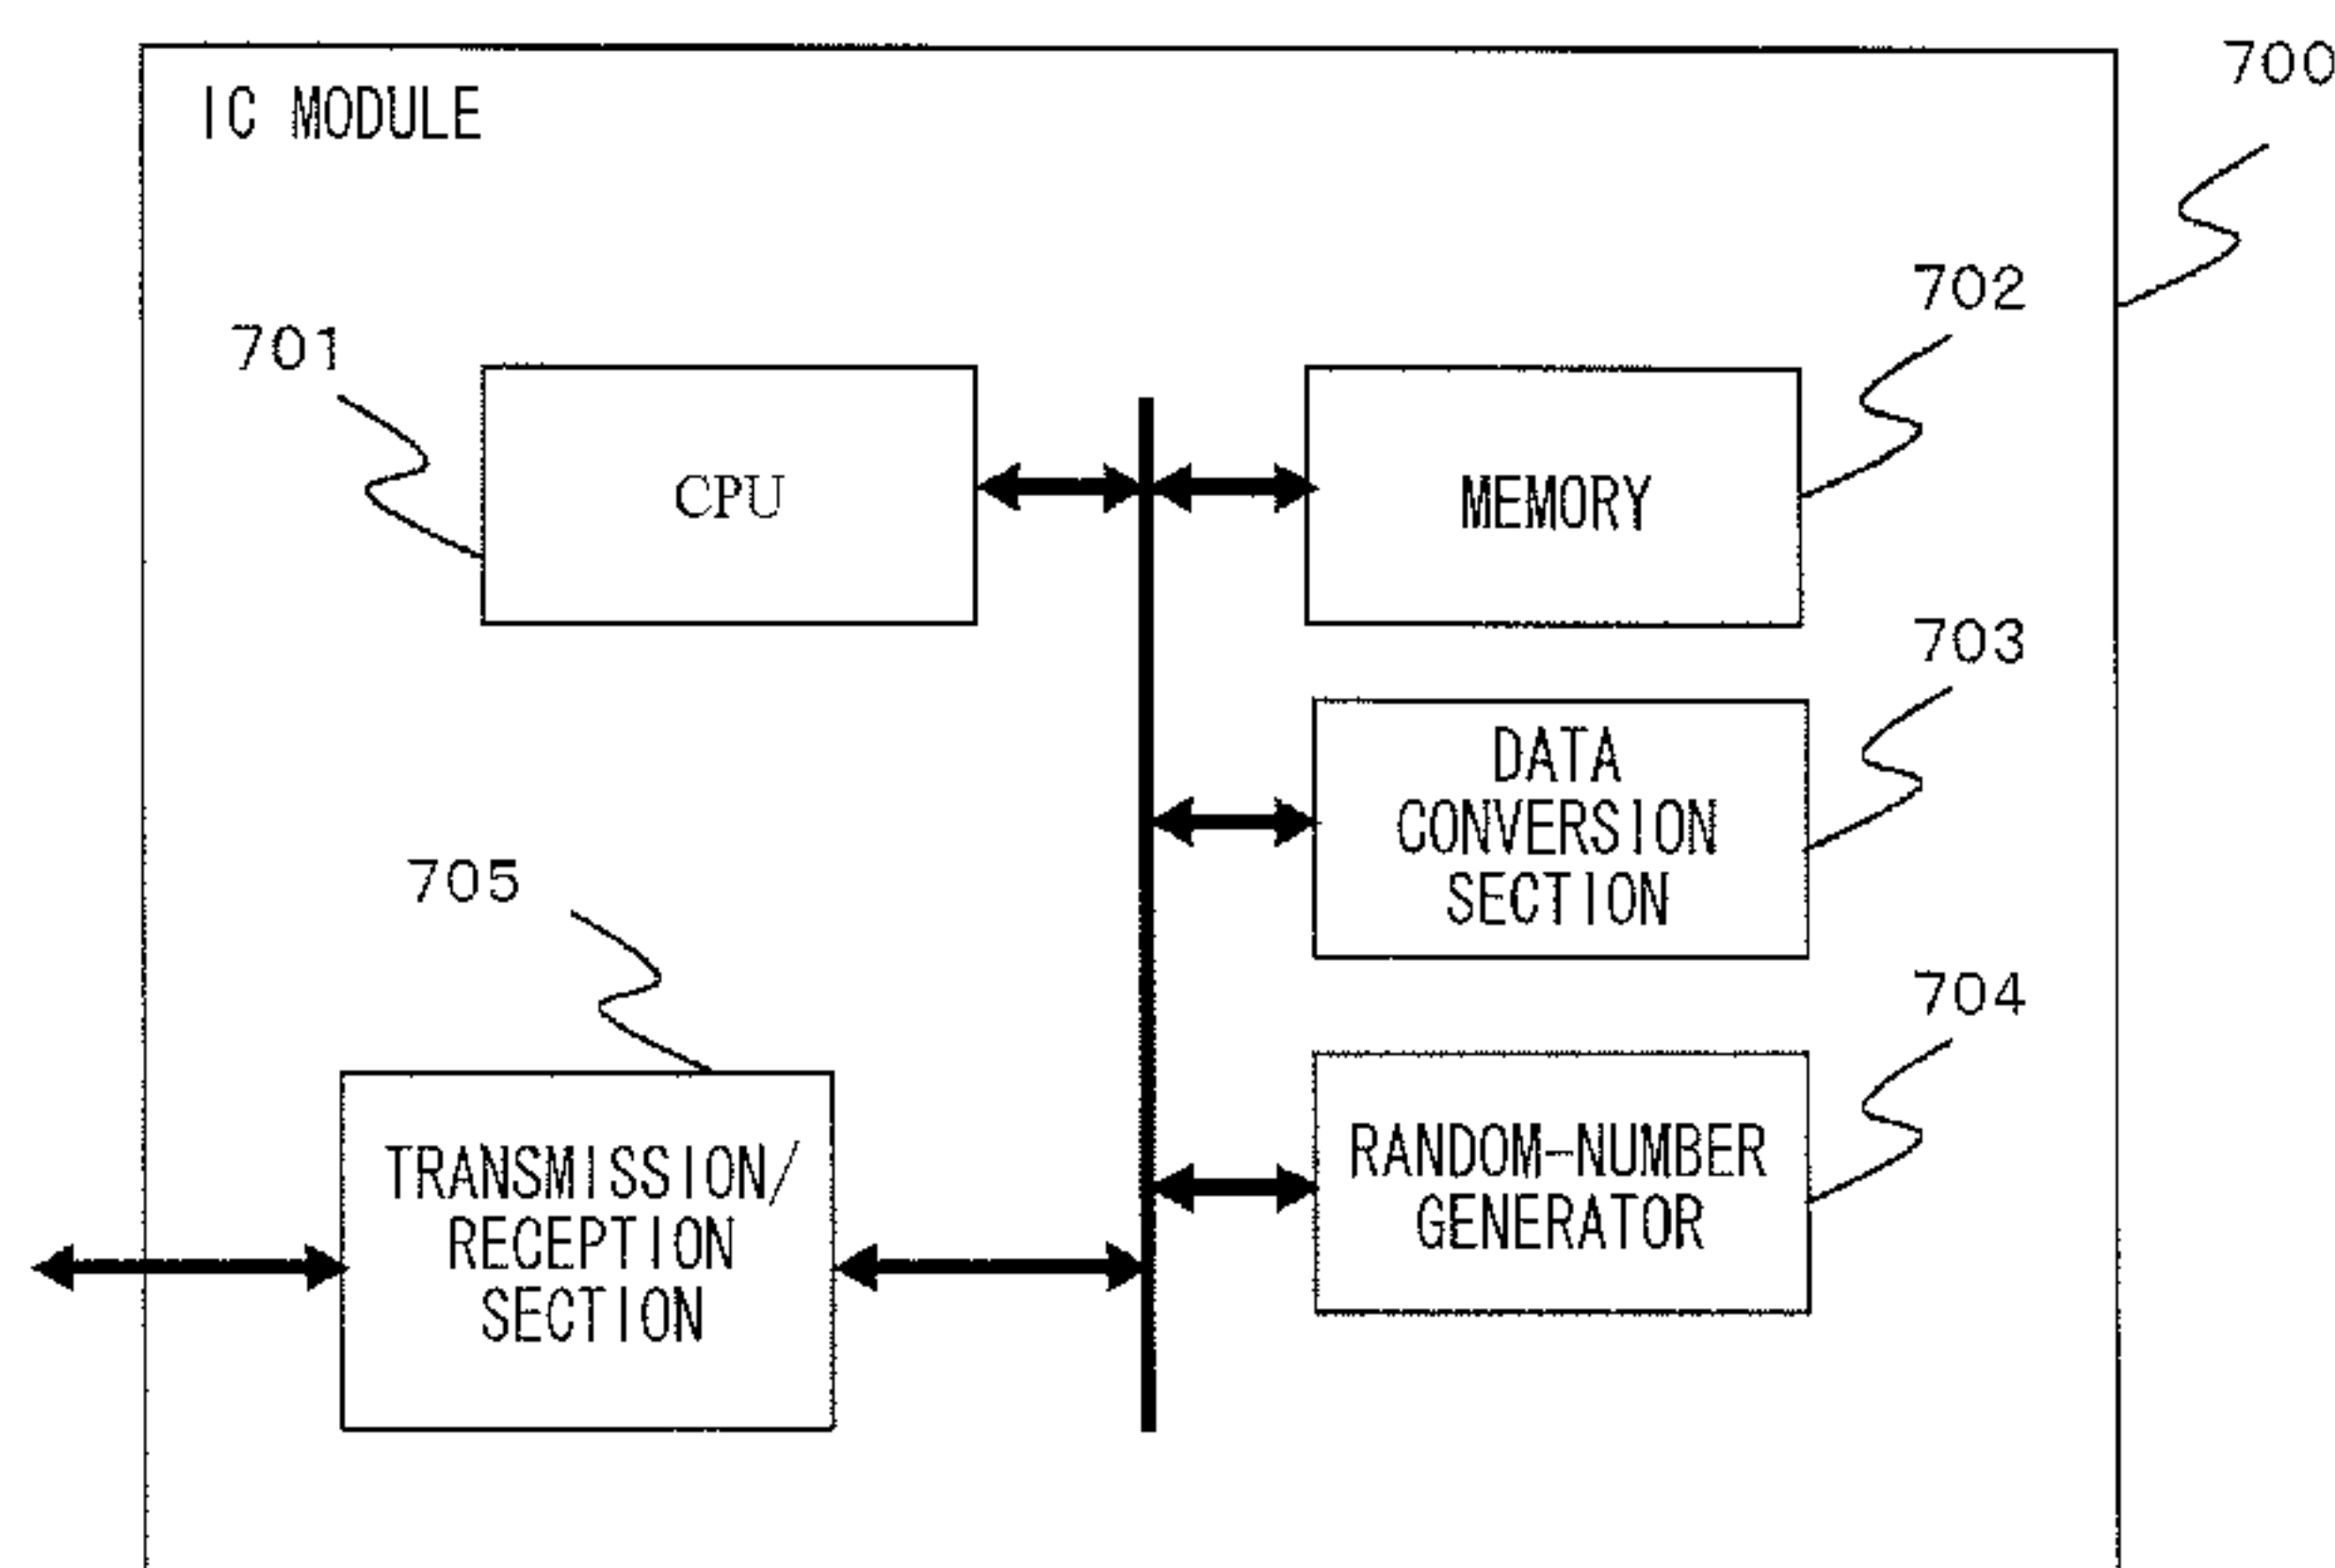 700
IC MODULE
702
701
CPU
MEMORY
703
DATA
CONVERSION
SECTION
705
704
TRANSMISSION/
RECEPTION
SECTION
RANDOM-NUMBER
GENERATOR